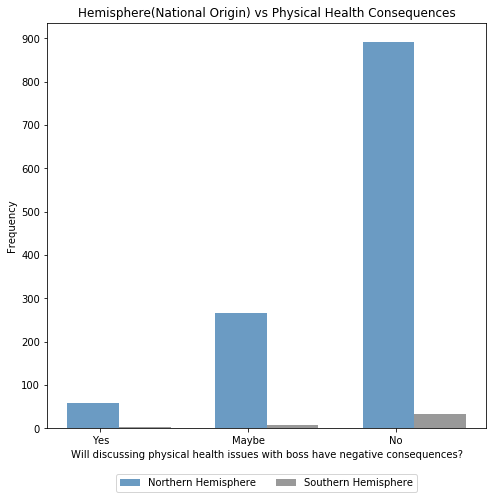 Hemisphere(National Origin) vs Physical Health Consequences
900
800
700
600
500
400
300
200
100
0
Frequency
Yes Maybe No
Will discussing physical health issues with boss have negative consequences?
Northern Hemisphere Southern Hemisphere